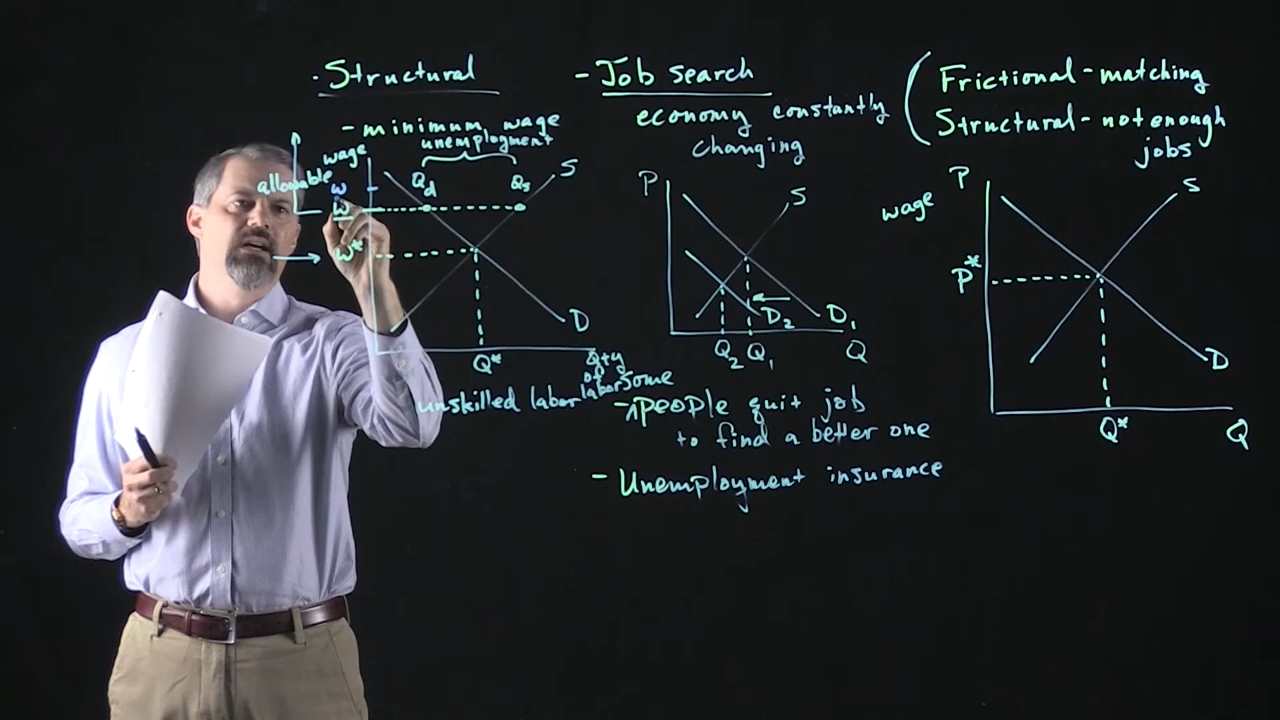 · Structural
- minimum wage
unemployment
wage
allowable
w
w
w*
Qd
Qs
S
D
Q*
Qty
of
labor
unskilled labor
- Job search
economy constantly
changing
P
S
D2
D1
Q2 Q1 Q
some
- people quit job
to find a better one
- Unemployment insurance
Frictional - matching
Structural - not enough
jobs
wage
P
S
P*
D
Q*
Q